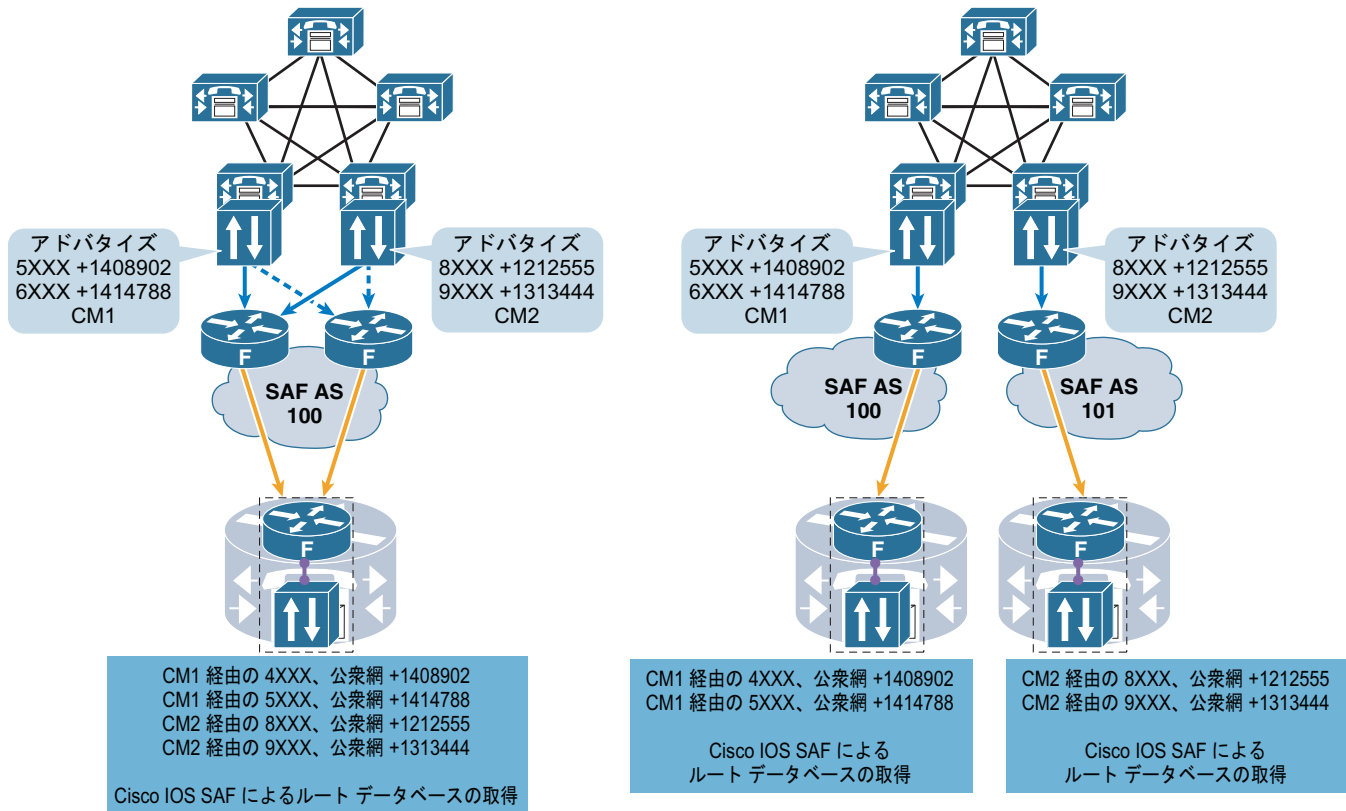 アドバタイズ
5XXX +1408902
6XXX +1414788
CM1
アドバタイズ
8XXX +1212555
9XXX +1313444
CM2
F
F
SAF AS
100
F
CM1 経由の 4XXX、公衆網 +1408902
CM1 経由の 5XXX、公衆網 +1414788
CM2 経由の 8XXX、公衆網 +1212555
CM2 経由の 9XXX、公衆網 +1313444
Cisco IOS SAF によるルート データベースの取得
アドバタイズ
5XXX +1408902
6XXX +1414788
CM1
アドバタイズ
8XXX +1212555
9XXX +1313444
CM2
F
F
SAF AS
100
SAF AS
101
F
F
CM1 経由の 4XXX、公衆網 +1408902
CM1 経由の 5XXX、公衆網 +1414788
Cisco IOS SAF による
ルート データベースの取得
CM2 経由の 8XXX、公衆網 +1212555
CM2 経由の 9XXX、公衆網 +1313444
Cisco IOS SAF による
ルート データベースの取得